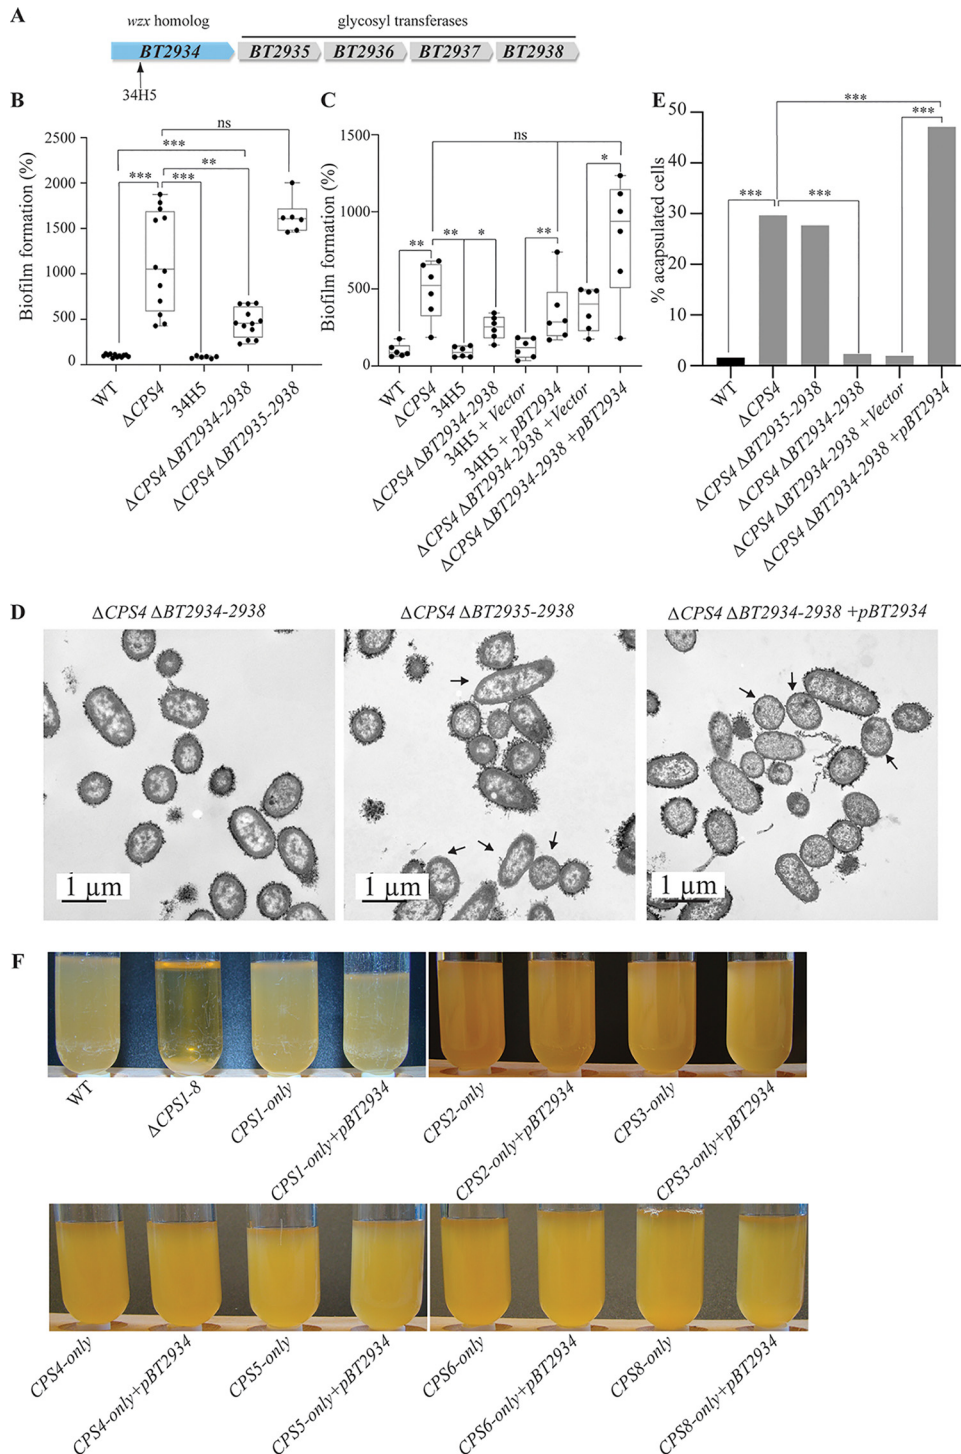 A
wzx homolog
glycosyl transferases
BT2934 BT2935 BT2936 BT2937 BT2938
34H5
B
Biofilm formation (%)
2500
2000
1500
1000
500
0
ns
***
**
*** ***
WT
ΔCPS4
34H5
ΔCPS4 ΔBT2934-2938
ΔCPS4 ΔBT2935-2938
C
Biofilm formation (%)
1500
1000
500
0
ns
*
** ** * **
WT
ΔCPS4
34H5
ΔCPS4 ΔBT2934-2938
34H5 + Vector
34H5 + pBT2934
ΔCPS4 ΔBT2934-2938 +Vector
ΔCPS4 ΔBT2934-2938 +pBT2934
E
% acapsulated cells
50
40
30
20
10
0
***
***
*** ***
WT
ΔCPS4
ΔCPS4 ΔBT2935-2938
ΔCPS4 ΔBT2934-2938
ΔCPS4 ΔBT2934-2938 +Vector
ΔCPS4 ΔBT2934-2938 +pBT2934
D
ΔCPS4 ΔBT2934-2938
ΔCPS4 ΔBT2935-2938
ΔCPS4 ΔBT2934-2938 +pBT2934
1 µm
1 µm
1 µm
F
WT
ΔCPS1-8
CPS1-only
CPS1-only+pBT2934
CPS2-only
CPS2-only+pBT2934
CPS3-only
CPS3-only+pBT2934
CPS4-only
CPS4-only+pBT2934
CPS5-only
CPS5-only+pBT2934
CPS6-only
CPS6-only+pBT2934
CPS8-only
CPS8-only+pBT2934